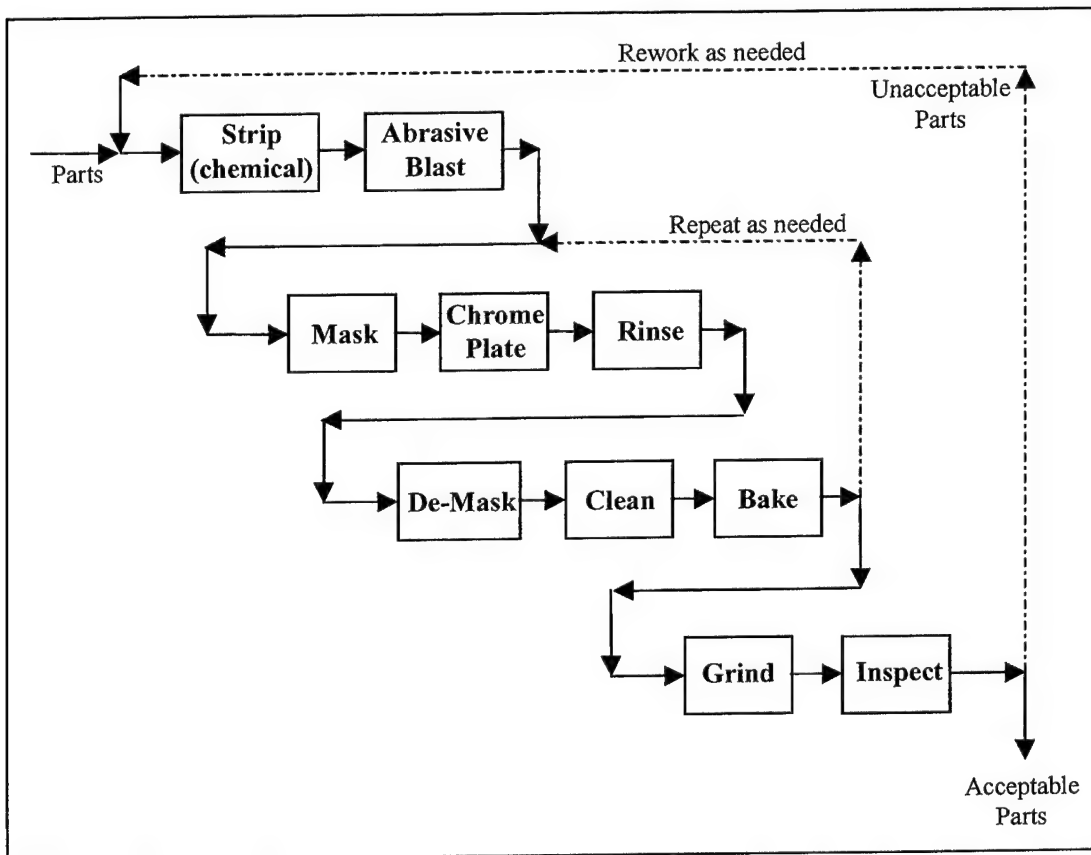 Rework as needed
Unacceptable
Parts
Strip
(chemical)
Abrasive
Blast
Parts
Repeat as needed
Mask
Chrome
Plate
Rinse
De-Mask
Clean
Bake
Grind
Inspect
Acceptable
Parts